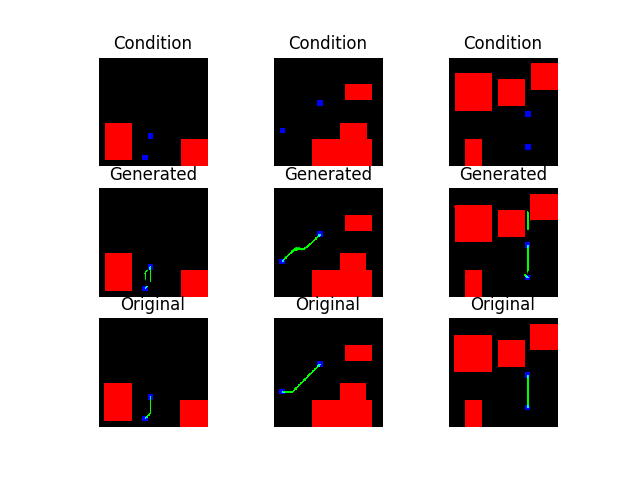 Condition Condition Condition
Generated Generated Generated
Original Original Original